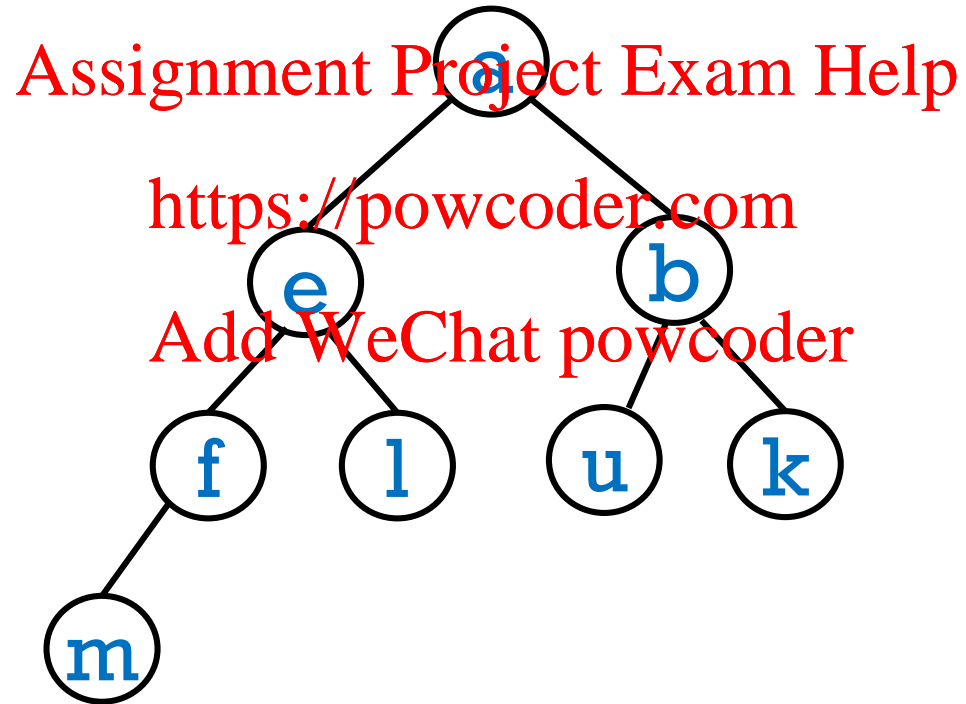 a
Assignment Project Exam Help
https://powcoder.com
e b
Add WeChat powcoder
f l u k
m